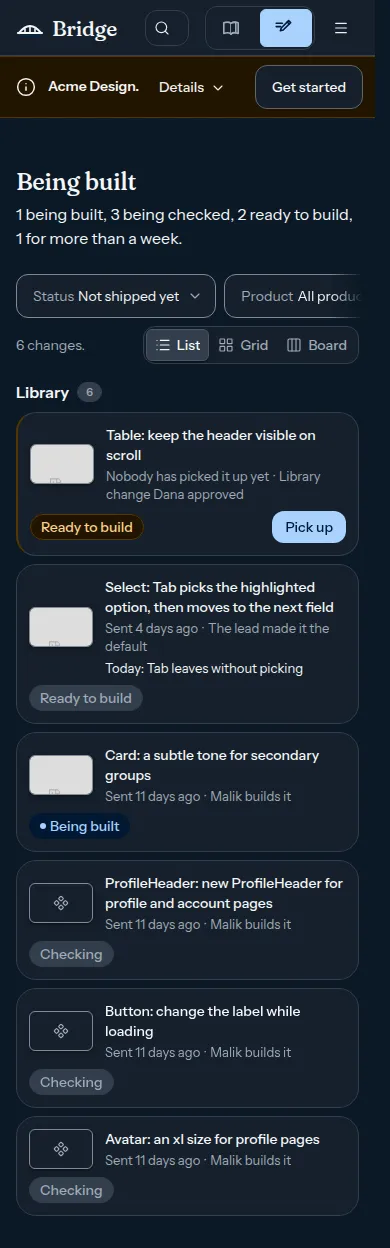 Bridge
Acme Design.
Details
Get started
Being built
1 being built, 3 being checked, 2 ready to build,
1 for more than a week.
Status Not shipped yet
Product All produc
6 changes.
List
Grid
Board
Library 6
Table: keep the header visible on
scroll
Nobody has picked it up yet · Library
change Dana approved
Ready to build
Pick up
Select: Tab picks the highlighted
option, then moves to the next field
Sent 4 days ago · The lead made it the
default
Today: Tab leaves without picking
Ready to build
Card: a subtle tone for secondary
groups
Sent 11 days ago · Malik builds it
Being built
ProfileHeader: new ProfileHeader for
profile and account pages
Sent 11 days ago · Malik builds it
Checking
Button: change the label while
loading
Sent 11 days ago · Malik builds it
Checking
Avatar: an xl size for profile pages
Sent 11 days ago · Malik builds it
Checking